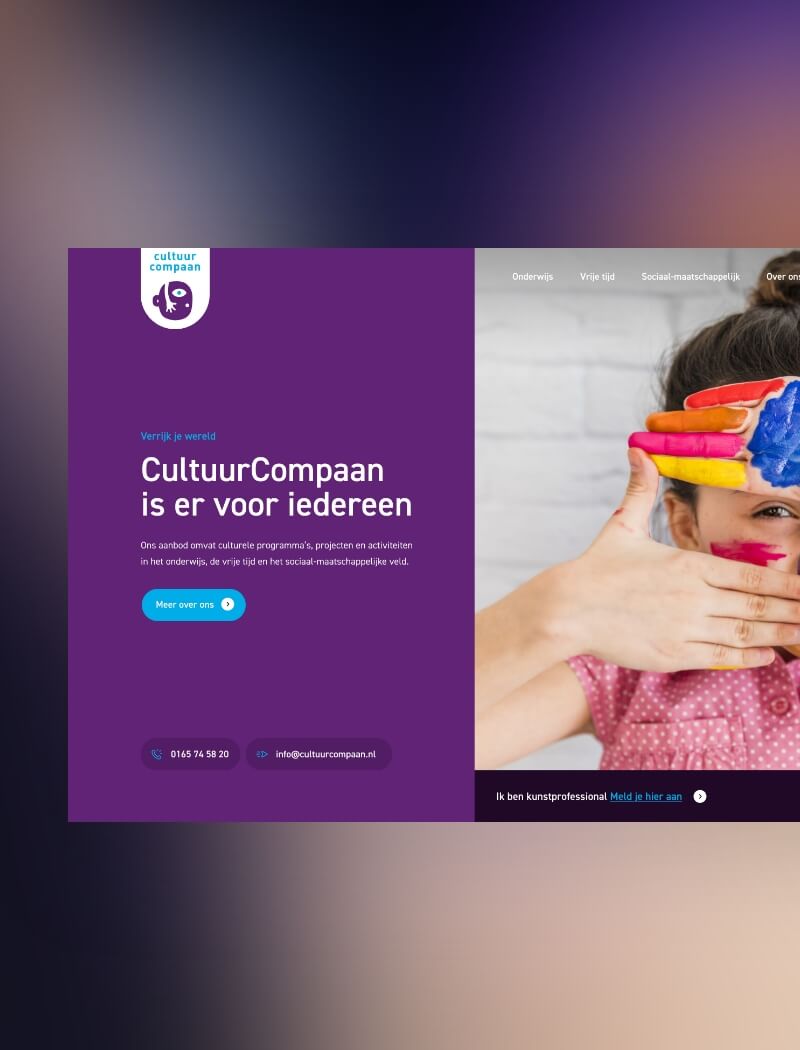 cultuur
compaan
Onderwijs Vrije tijd Sociaal-maatschappelijk Over ons
Verrijk je wereld
CultuurCompaan
is er voor iedereen
Ons aanbod omvat culturele programma's, projecten en activiteiten
in het onderwijs, de vrije tijd en het sociaal-maatschappelijke veld.
Meer over ons
0165 74 58 20 info@cultuurcompaan.nl
Ik ben kunstprofessional Meld je hier aan